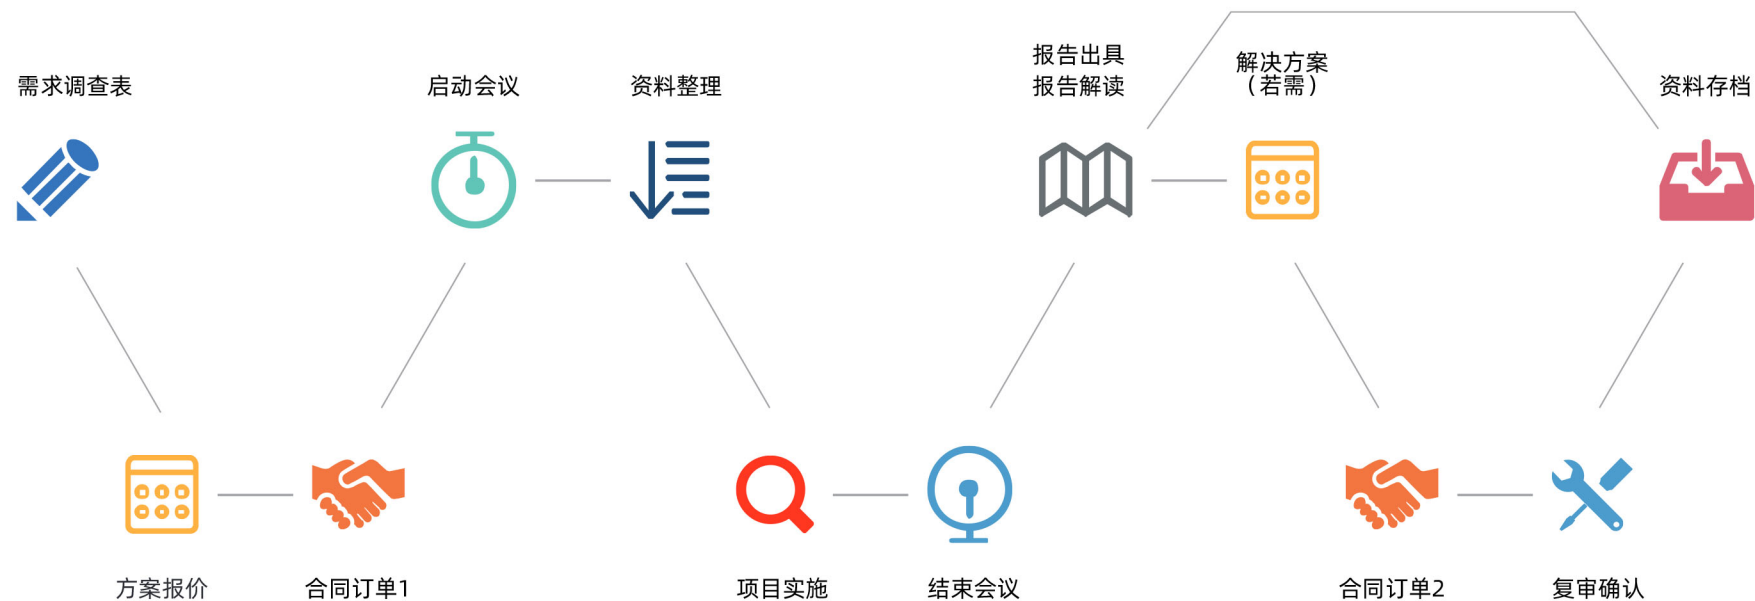 需求调查表
启动会议
资料整理
报告出具
报告解读
解决方案
（若需）
资料存档
方案报价
合同订单1
项目实施
结束会议
合同订单2
复审确认